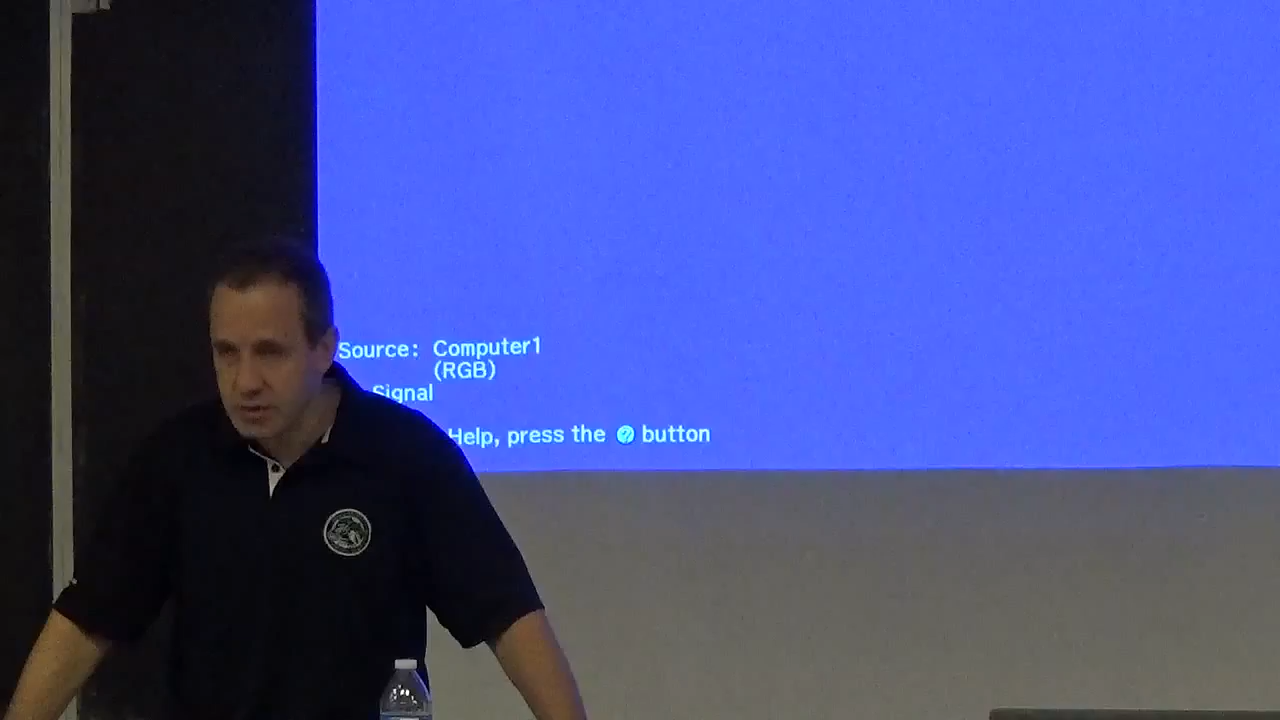 Source: Computer1
(RGB)
Signal
Help, press the ? button